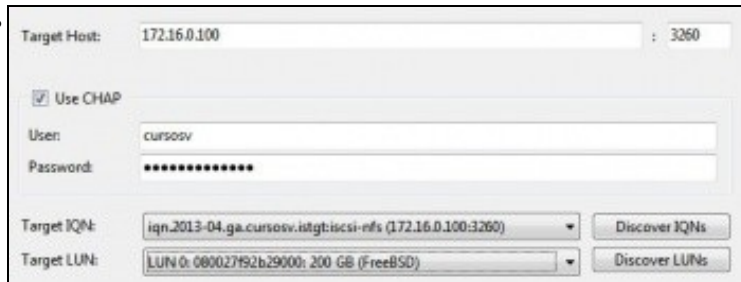 Target Host: 172.16.0.100 : 3260
Use CHAP
User: cursosv
Password: •••••••••••••
Target IQN: iqn.2013-04.ga.cursosv.istgt:iscsi-nfs (172.16.0.100:3260) Discover IQNs
Target LUN: LUN 0: 080027f92b29000: 200 GB (FreeBSD) Discover LUNs